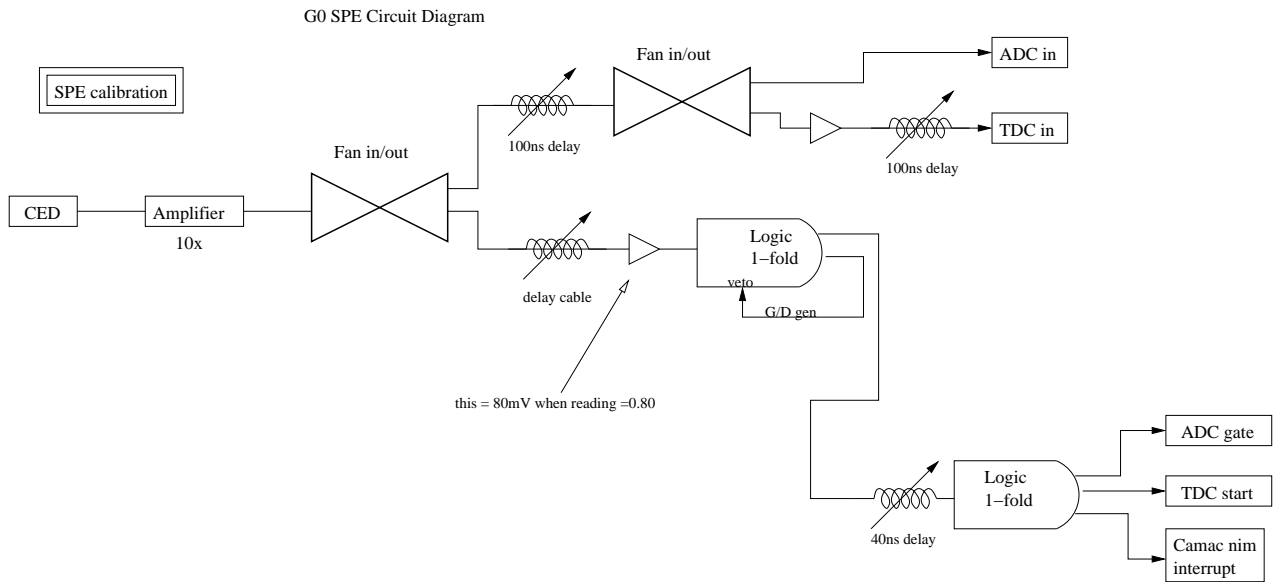 G0 SPE Circuit Diagram
SPE calibration
Fan in/out
ADC in
100ns delay
TDC in
100ns delay
Fan in/out
CED
Amplifier
10x
Logic
1−fold
veto
G/D gen
delay cable
this = 80mV when reading =0.80
Logic
1−fold
40ns delay
ADC gate
TDC start
Camac nim
interrupt